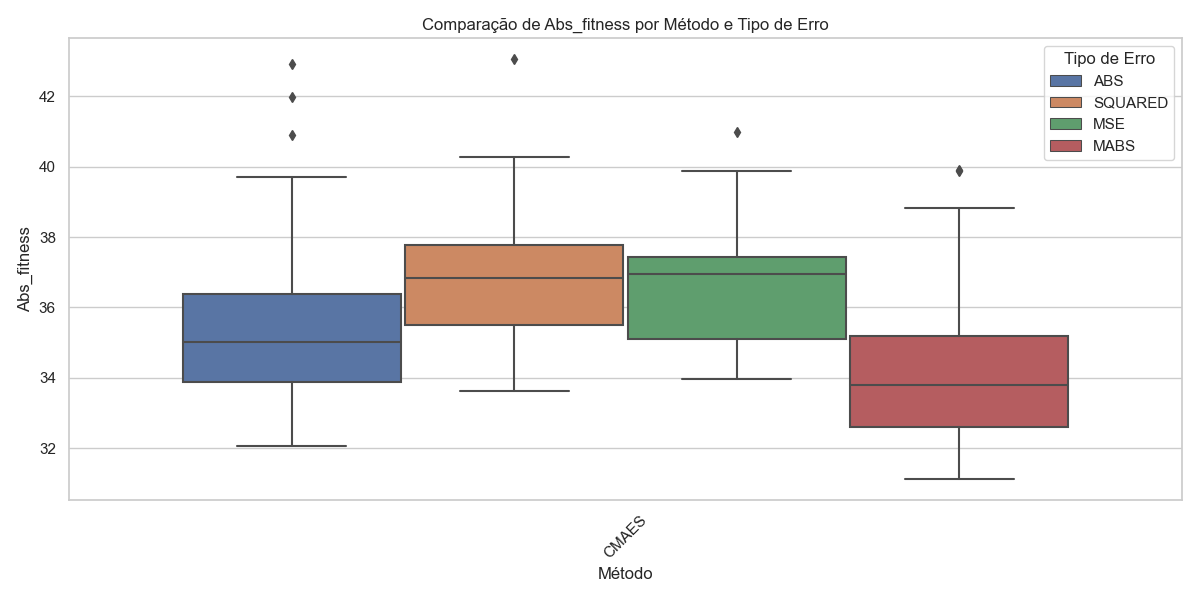 Comparação de Abs_fitness por Método e Tipo de Erro
Tipo de Erro
ABS
SQUARED
MSE
MABS
Abs_fitness
42
40
38
36
34
32
CMAES
Método